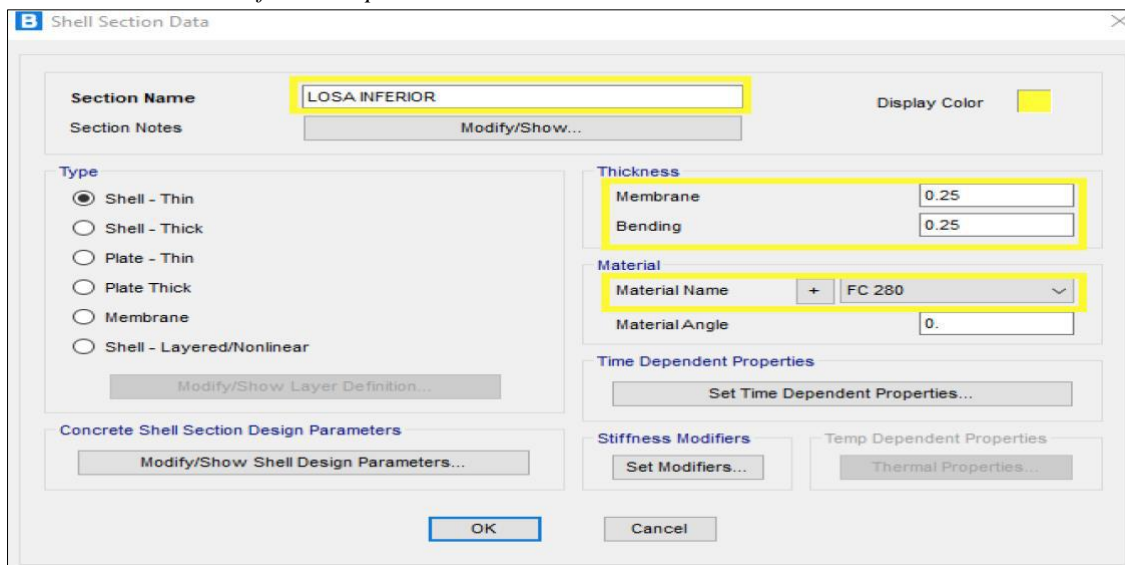 B Shell Section Data
Section Name LOSA INFERIOR Display Color
Section Notes Modify/Show...
Type
Shell - Thin
Shell - Thick
Plate - Thin
Plate Thick
Membrane
Shell - Layered/Nonlinear
Modify/Show Layer Definition...
Concrete Shell Section Design Parameters
Modify/Show Shell Design Parameters...
Thickness
Membrane 0.25
Bending 0.25
Material
Material Name + FC 280
Material Angle 0.
Time Dependent Properties
Set Time Dependent Properties...
Stiffness Modifiers
Set Modifiers...
Temp Dependent Properties
Thermal Properties...
OK Cancel